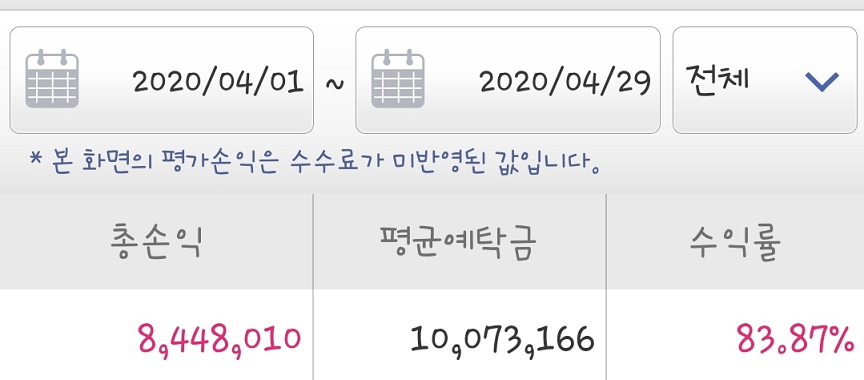 2020/04/01 ~ 2020/04/29 전체
* 본 화면의 평가손익은 수수료가 미반영된 값입니다.
총손익 평균예탁금 수익률
8,448,010 10,073,166 83.87%